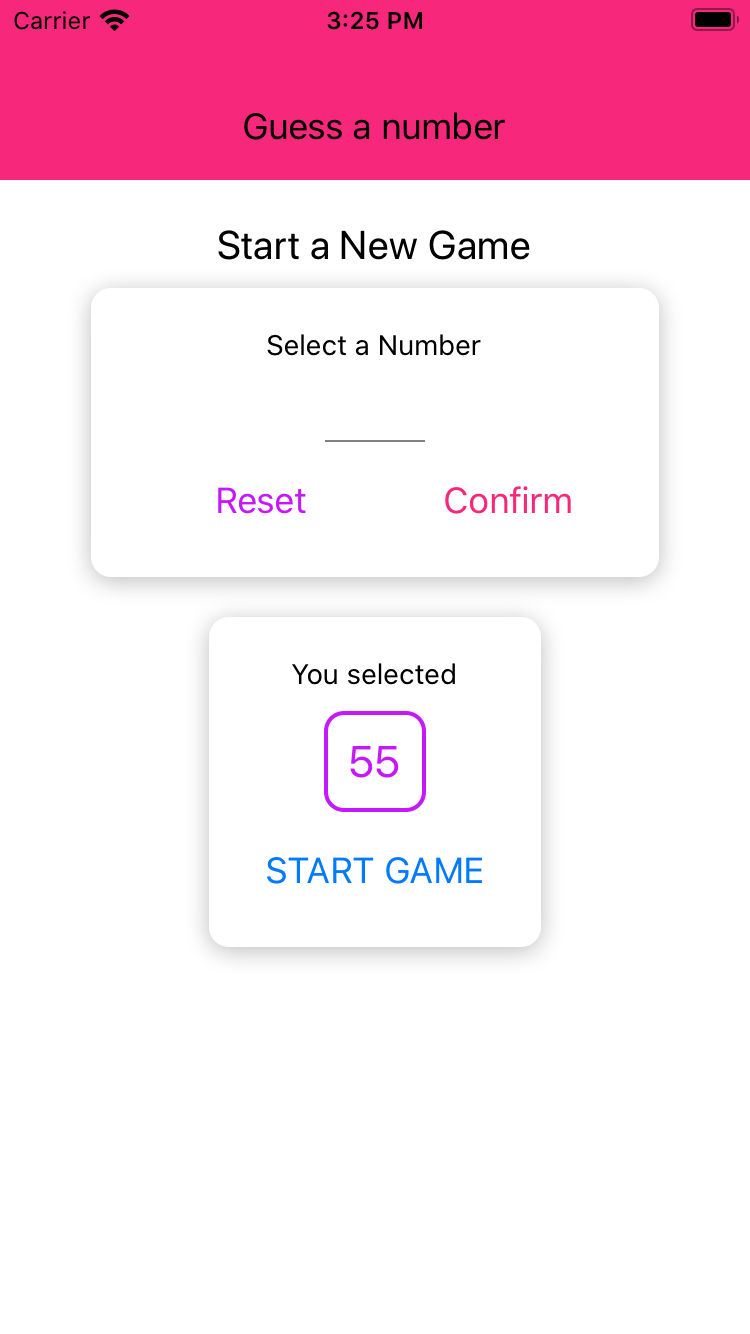 Carrier 3:25 PM
Guess a number
Start a New Game
Select a Number
Reset Confirm
You selected
55
START GAME